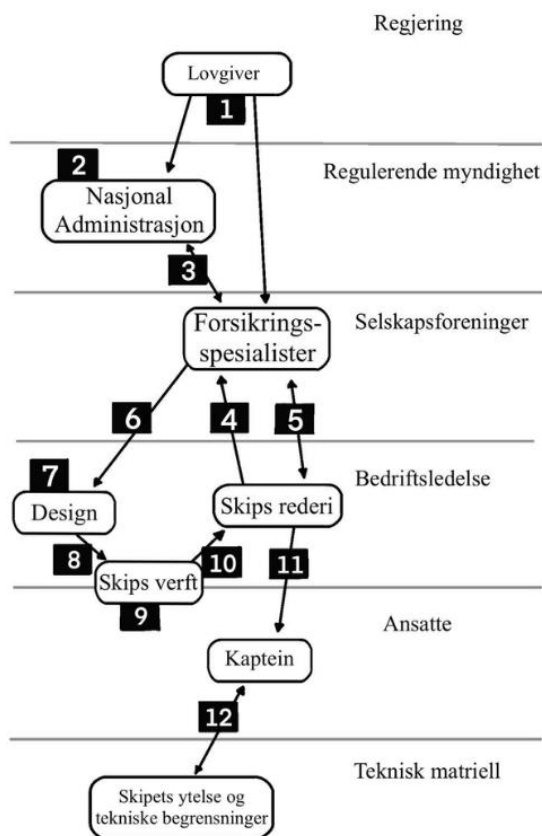 Regjering
Lovgiver
1
2
Regulerende myndighet
Nasjonal
Administrasjon
3
Forsikrings-
spesialister
Selskapsforeninger
6
4
5
7
Bedriftsledelse
Design
Skips rederi
8
10
11
Skips verft
9
Ansatte
Kaptein
12
Teknisk matriell
Skipets ytelse og
tekniske begrensninger